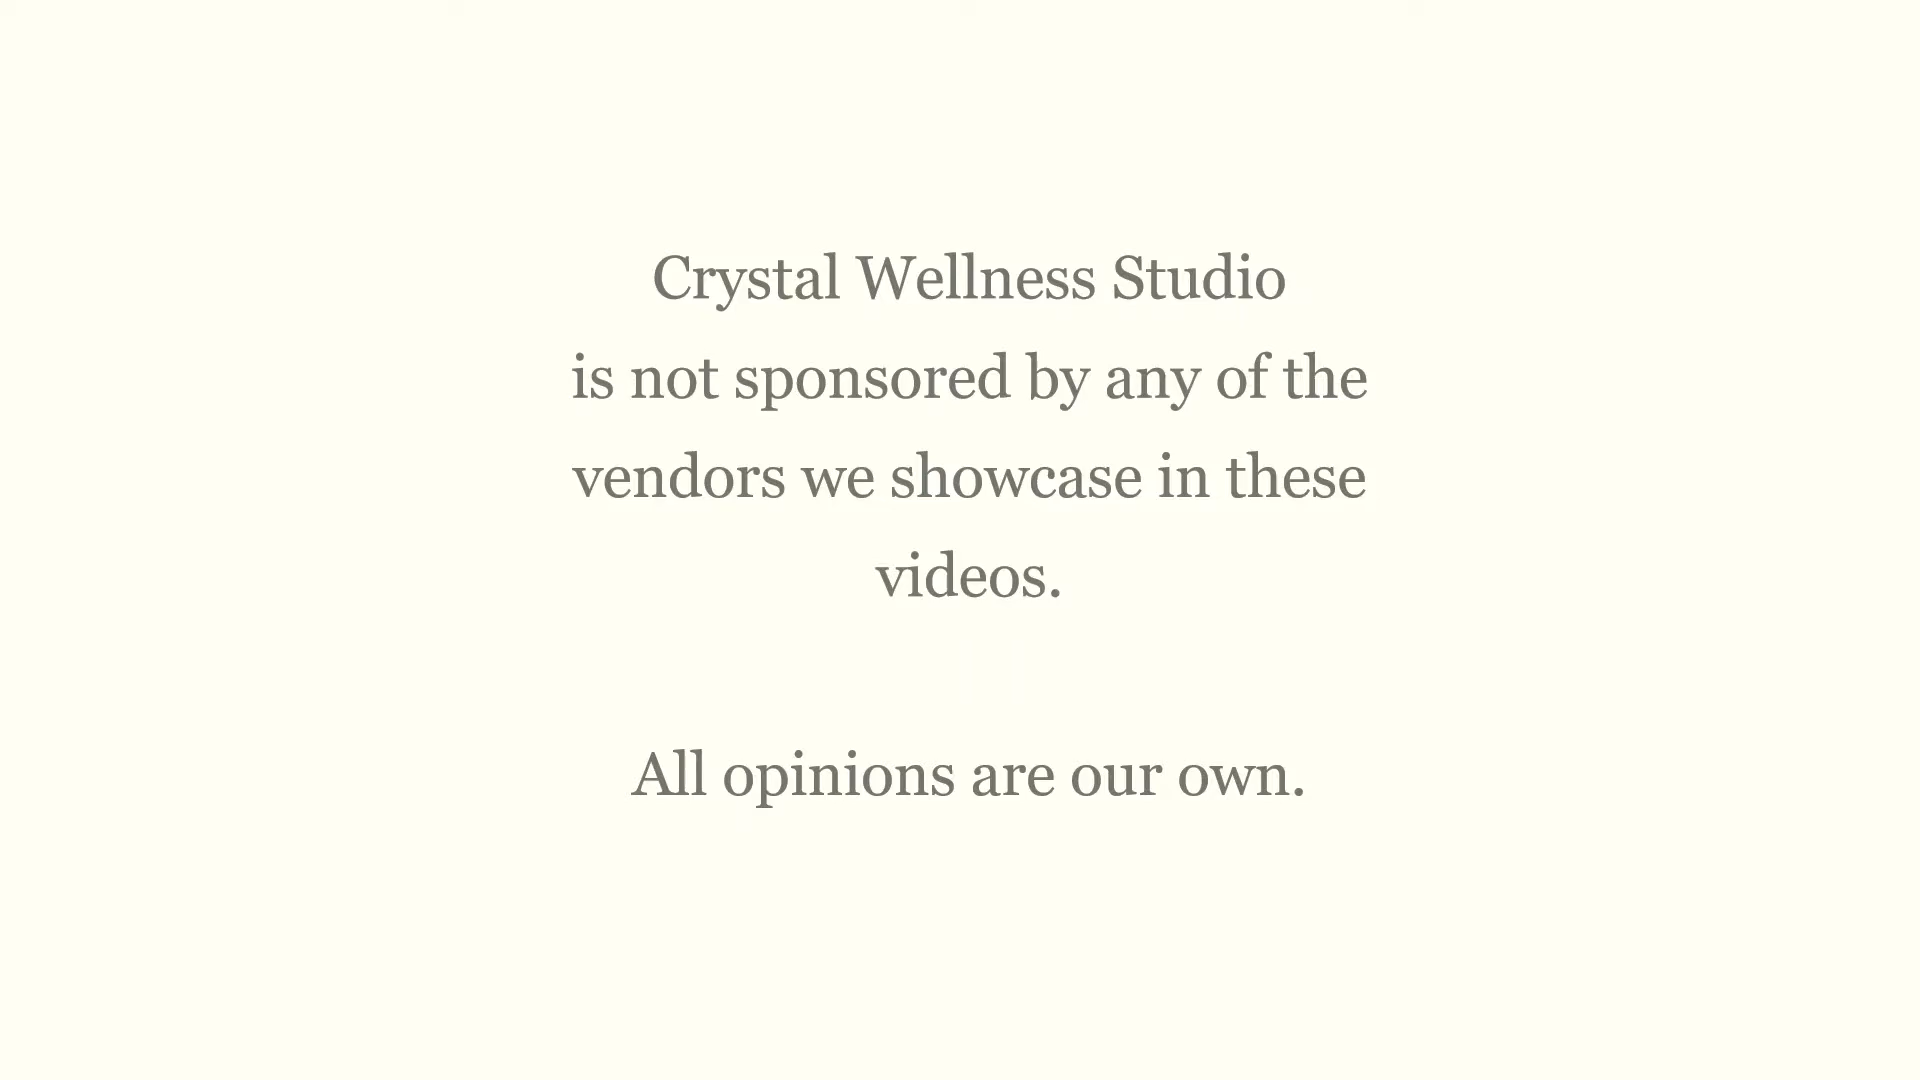 Crystal Wellness Studio
is not sponsored by any of the
vendors we showcase in these
videos.
All opinions are our own.